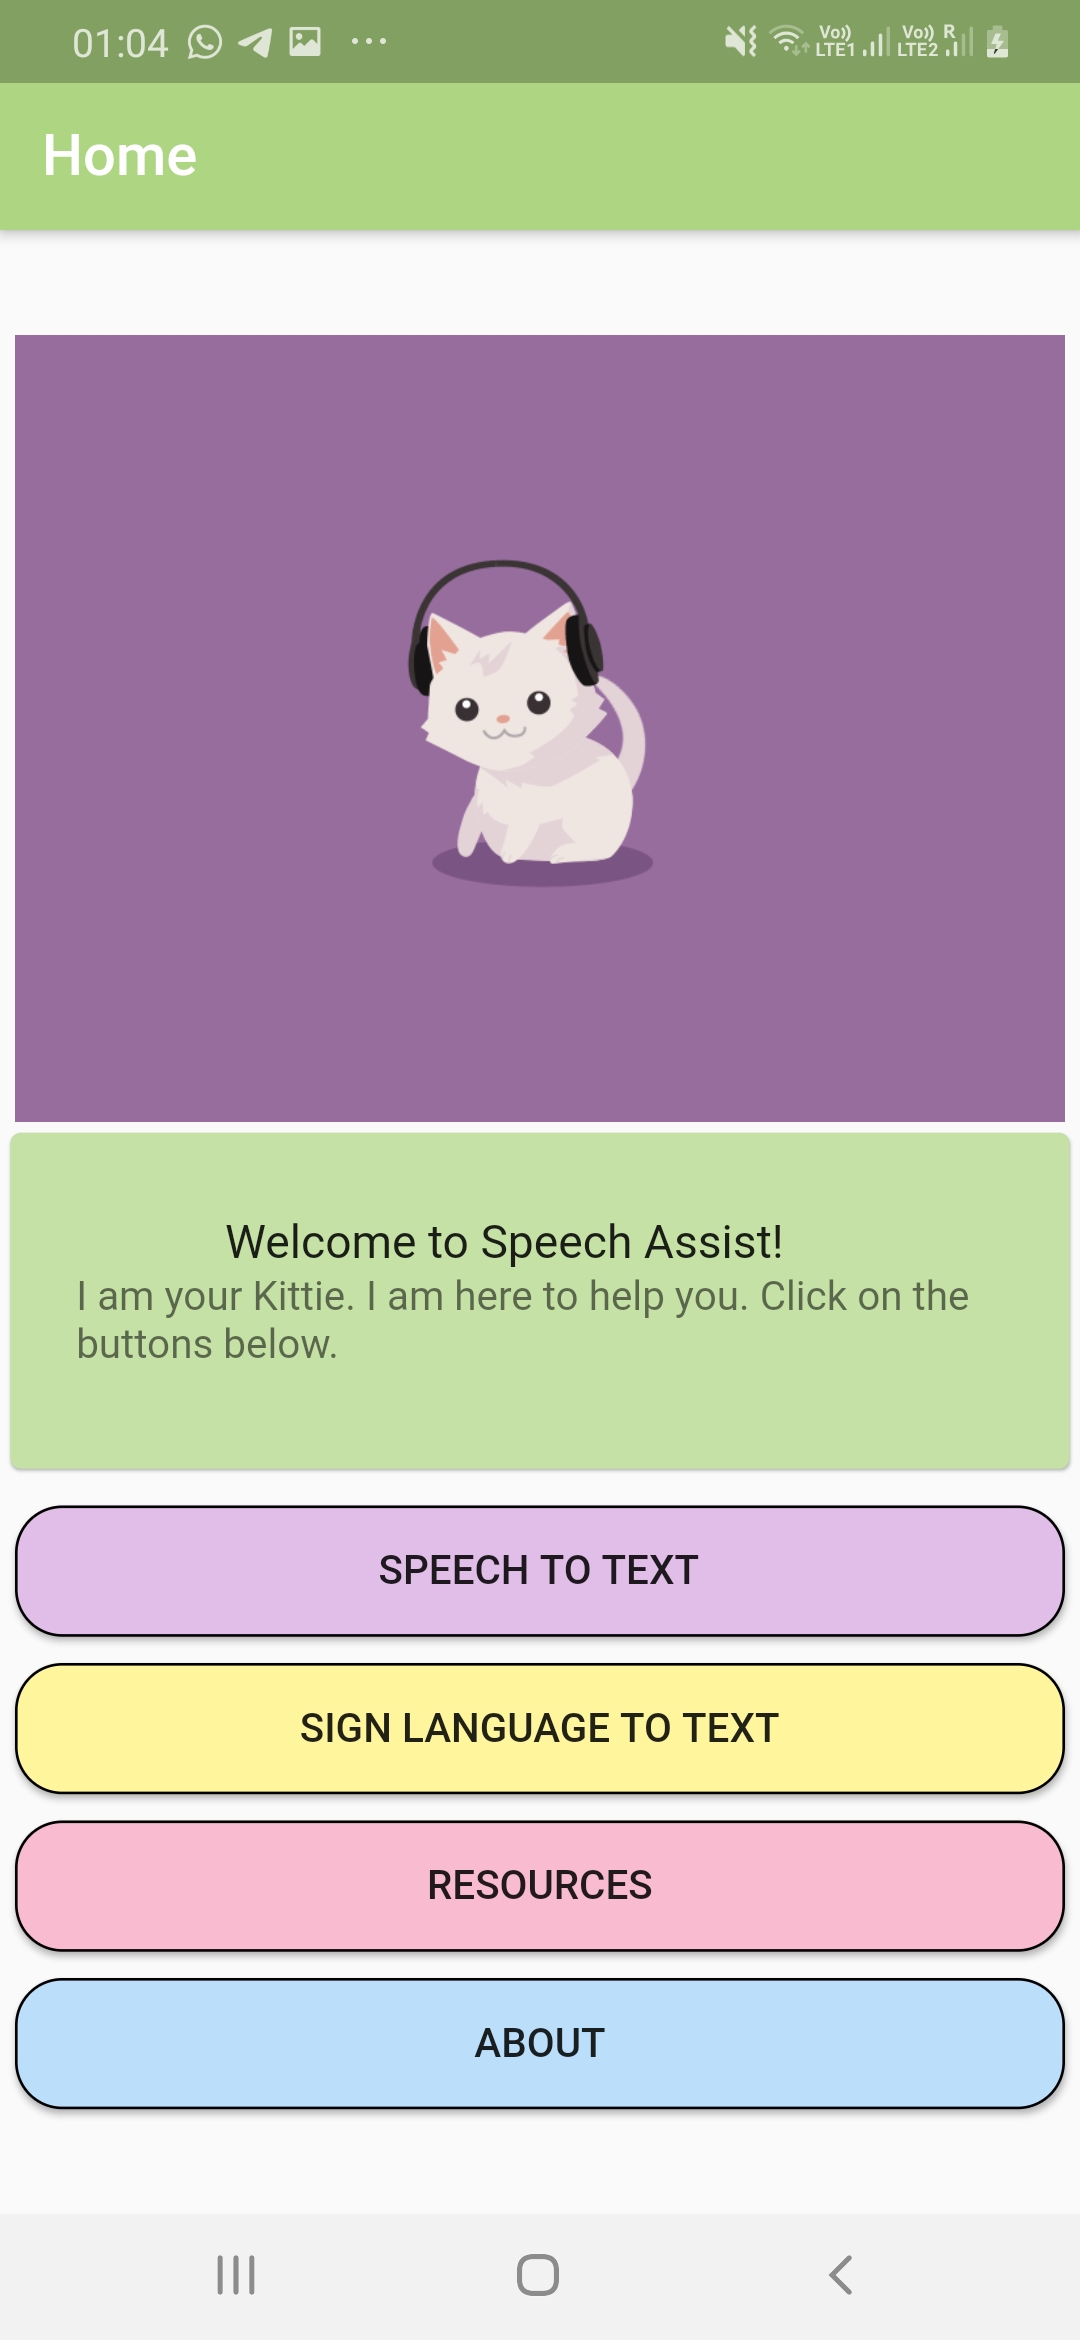 01:04
Vo)) LTE1 Vo)) LTE2 R
Home
Welcome to Speech Assist!
I am your Kittie. I am here to help you. Click on the
buttons below.
SPEECH TO TEXT
SIGN LANGUAGE TO TEXT
RESOURCES
ABOUT